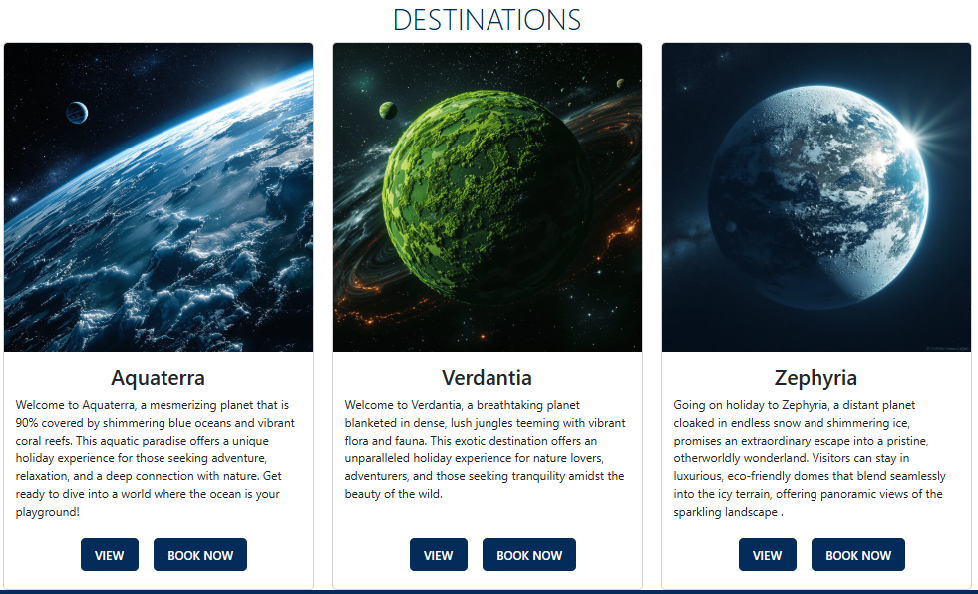 DESTINATIONS
Aquaterra
Welcome to Aquaterra, a mesmerizing planet that is
90% covered by shimmering blue oceans and vibrant
coral reefs. This aquatic paradise offers a unique
holiday experience for those seeking adventure,
relaxation, and a deep connection with nature. Get
ready to dive into a world where the ocean is your
playground!
VIEW BOOK NOW
Verdantia
Welcome to Verdantia, a breathtaking planet
blanketed in dense, lush jungles teeming with vibrant
flora and fauna. This exotic destination offers an
unparalleled holiday experience for nature lovers,
adventurers, and those seeking tranquility amidst the
beauty of the wild.
VIEW BOOK NOW
Zephyria
Going on holiday to Zephyria, a distant planet
cloaked in endless snow and shimmering ice,
promises an extraordinary escape into a pristine,
otherworldly wonderland. Visitors can stay in
luxurious, eco-friendly domes that blend seamlessly
into the icy terrain, offering panoramic views of the
sparkling landscape .
VIEW BOOK NOW